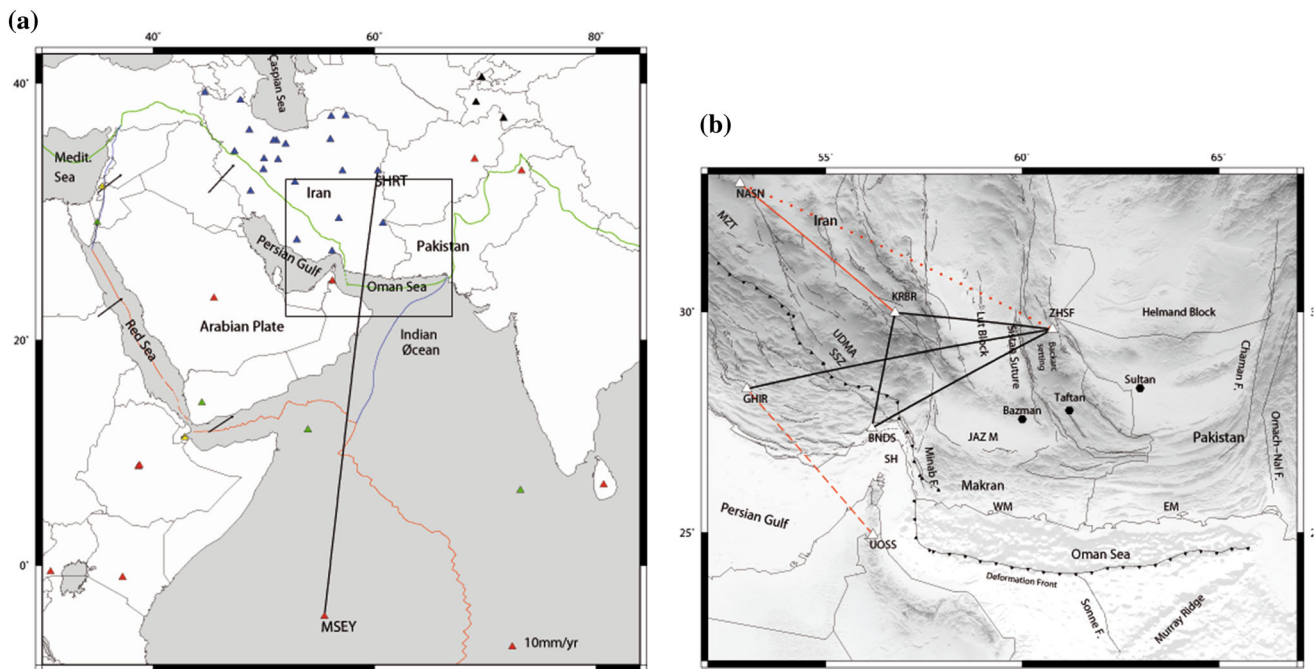 (a)
40° 60° 80°
40°
20°
0°
Caspian Sea
Medit.
Sea
Iran
SHRT
Persian Gulf
Pakistan
Oman Sea
Arabian Plate
Indian
Øcean
Red Sea
MSEY
10mm/yr
(b)
55° 60° 65°
30°
25°
NASN
MZT
Iran
KRBR
ZHSF
Helmand Block
UDMA
SSZ
Lut Block
Sistan Suture
Backarc
setting
Chaman F.
GHIR
Sultan
Taftan
Bazman
Ornach-Nal F.
BNDS
JAZ M
Pakistan
SH
Minab F.
Makran
WM
EM
Persian Gulf
UOSS
Oman Sea
Deformation Front
Sonne F.
Murray Ridge